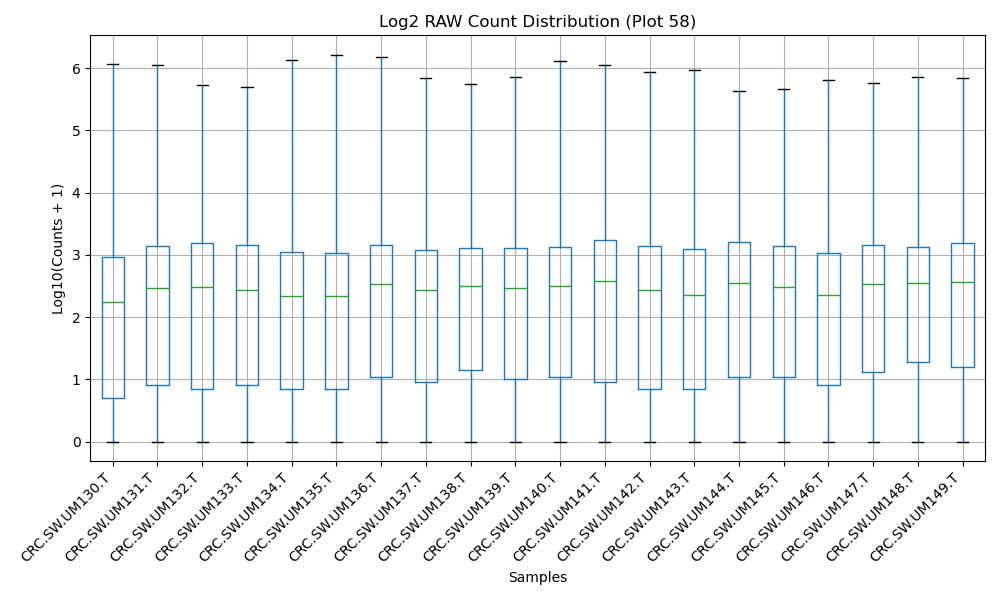 Log2 RAW Count Distribution (Plot 58)
Log10(Counts + 1)
6
5
4
3
2
1
0
CRC.SW.UM130.T
CRC.SW.UM131.T
CRC.SW.UM132.T
CRC.SW.UM133.T
CRC.SW.UM134.T
CRC.SW.UM135.T
CRC.SW.UM136.T
CRC.SW.UM137.T
CRC.SW.UM138.T
CRC.SW.UM139.T
CRC.SW.UM140.T
CRC.SW.UM141.T
CRC.SW.UM142.T
CRC.SW.UM143.T
CRC.SW.UM144.T
CRC.SW.UM145.T
CRC.SW.UM146.T
CRC.SW.UM147.T
CRC.SW.UM148.T
CRC.SW.UM149.T
Samples